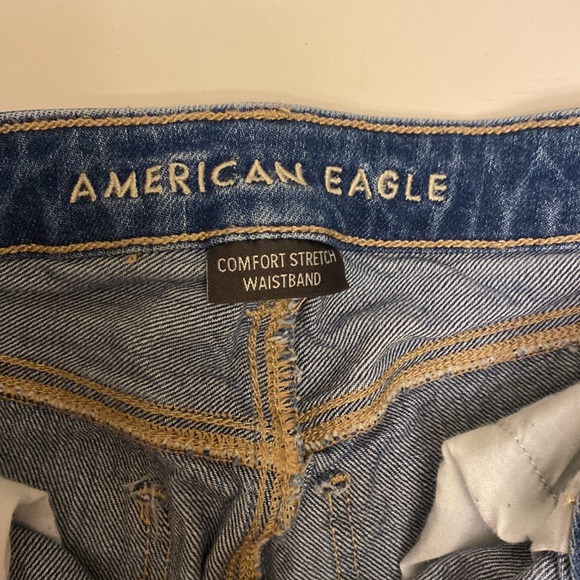 AMERICAN EAGLE
COMFORT STRETCH
WAISTBAND